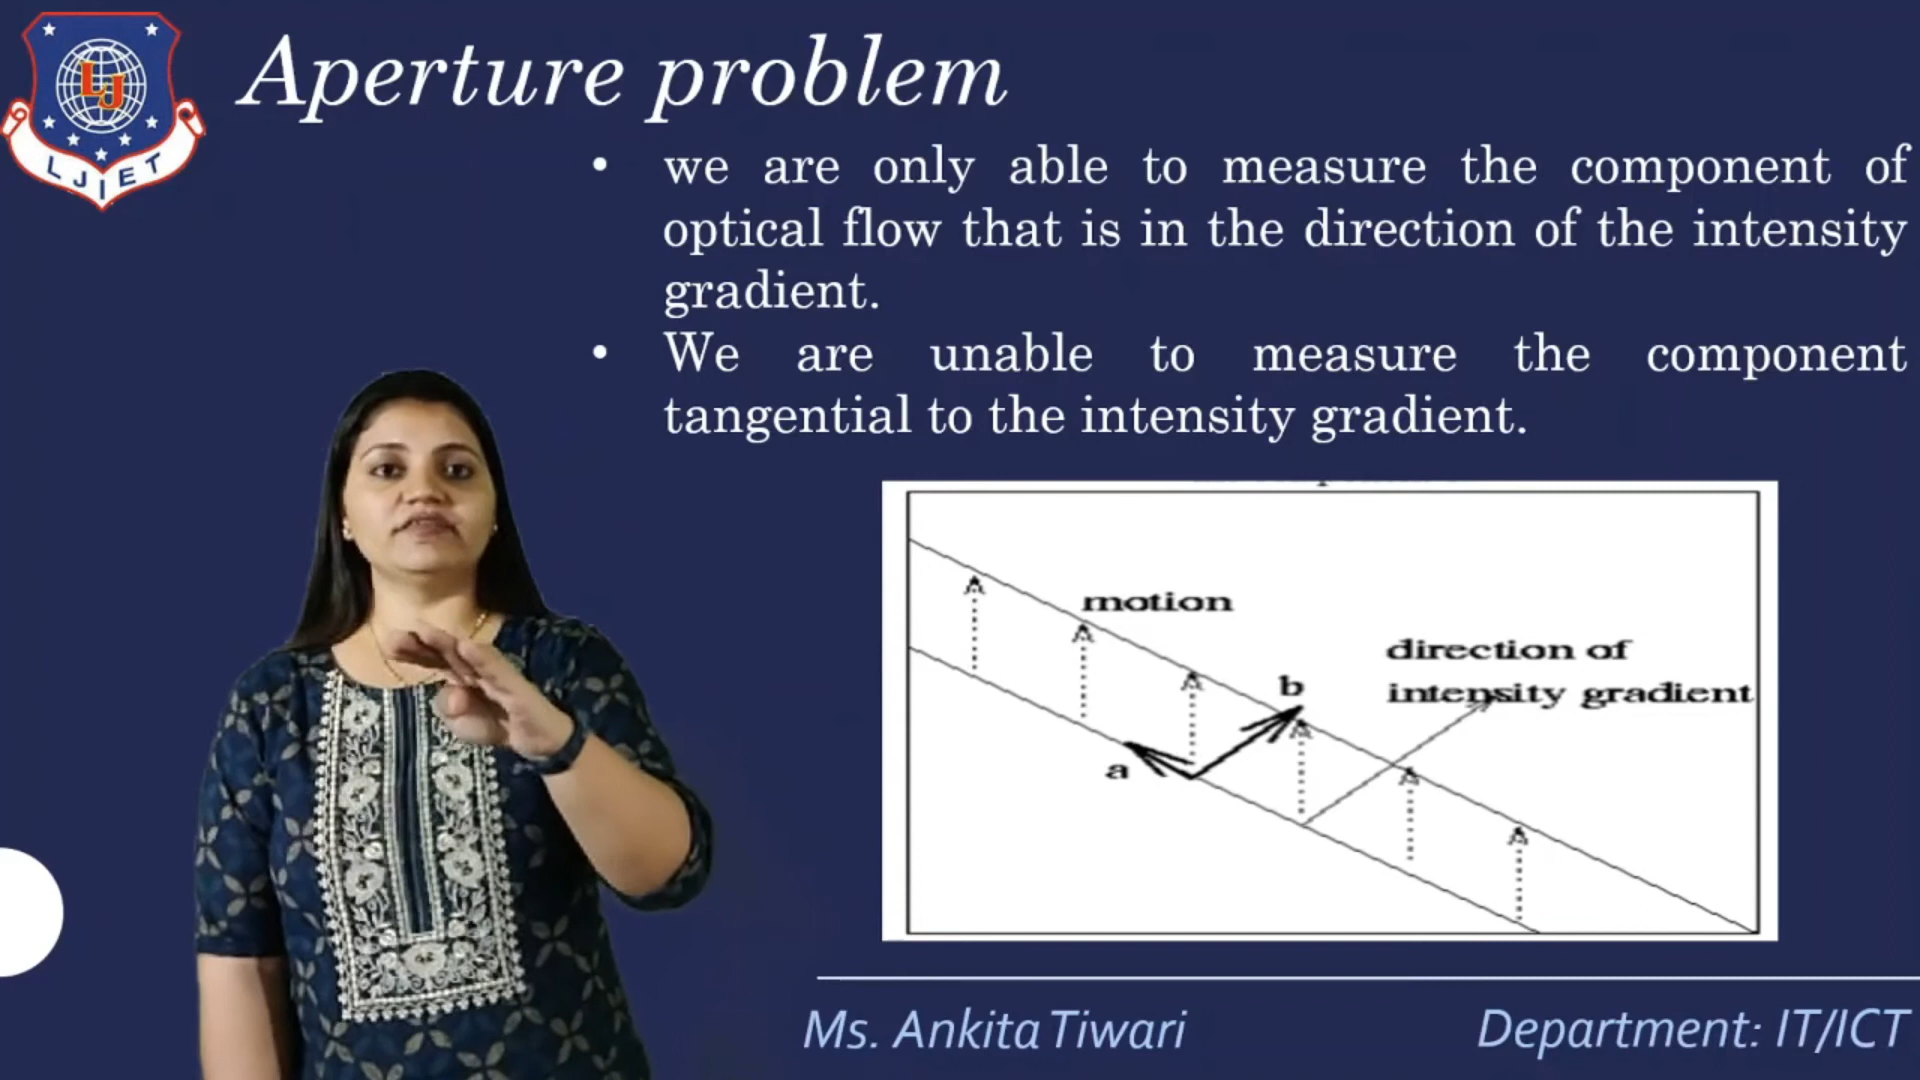 Aperture problem
LJ
LJIET
• we are only able to measure the component of
optical flow that is in the direction of the intensity
gradient.
• We are unable to measure the component
tangential to the intensity gradient.
motion
direction of
intensity gradient
b
a
Ms. Ankita Tiwari
Department: IT/ICT